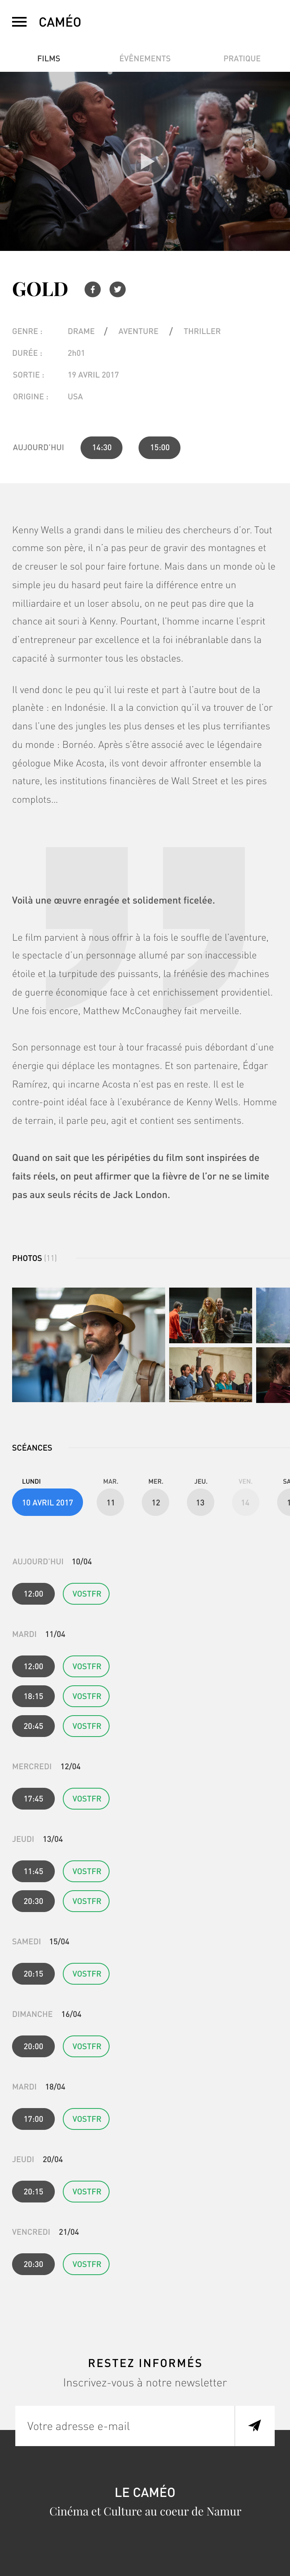 CAMÉO
FILMS ÉVÉNEMENTS PRATIQUE
GOLD
GENRE : DRAME / AVENTURE / THRILLER
DURÉE : 2h01
SORTIE : 19 AVRIL 2017
ORIGINE : USA
AUJOURD'HUI 14:30 15:00
Kenny Wells a grandi dans le milieu des chercheurs d'or. Tout
comme son père, il n'a pas peur de gravir des montagnes et
de creuser le sol pour faire fortune. Mais dans un monde où le
simple jeu du hasard peut faire la différence entre un
milliardaire et un loser absolu, on ne peut pas dire que la
chance ait souri à Kenny. Pourtant, l'homme incarne l'esprit
d'entrepreneur par excellence et la foi inébranlable dans la
capacité à surmonter tous les obstacles.
Il vend donc le peu qu'il lui reste et part à l'autre bout de la
planète : en Indonésie. Il a la conviction qu'il va trouver de l'or
dans l'une des jungles les plus denses et les plus terrifiantes
du monde : Bornéo. Après s'être associé avec le légendaire
géologue Mike Acosta, ils vont devoir affronter ensemble la
nature, les institutions financières de Wall Street et les pires
complots...
Voilà une œuvre enragée et solidement ficelée.
Le film parvient à nous offrir à la fois le souffle de l'aventure,
le spectacle d'un personnage allumé par son inaccessible
étoile et la turpitude des puissants, la frénésie des machines
de guerre économique face à cet enrichissement providentiel.
Une fois encore, Matthew McConaughey fait merveille.
Son personnage est tour à tour fracassé puis débordant d'une
énergie qui déplace les montagnes. Et son partenaire, Édgar
Ramírez, qui incarne Acosta n'est pas en reste. Il est le
contre-point idéal face à l'exubérance de Kenny Wells. Homme
de terrain, il parle peu, agit et contient ses sentiments.
Quand on sait que les péripéties du film sont inspirées de
faits réels, on peut affirmer que la fièvre de l'or ne se limite
pas aux seuls récits de Jack London.
PHOTOS (11)
SCÉANCES
LUNDI MAR. MER. JEU. VEN. SA
10 AVRIL 2017 11 12 13 14 1
AUJOURD'HUI 10/04
12:00 VOSTFR
MARDI 11/04
12:00 VOSTFR
18:15 VOSTFR
20:45 VOSTFR
MERCREDI 12/04
17:45 VOSTFR
JEUDI 13/04
11:45 VOSTFR
20:30 VOSTFR
SAMEDI 15/04
20:15 VOSTFR
DIMANCHE 16/04
20:00 VOSTFR
MARDI 18/04
17:00 VOSTFR
JEUDI 20/04
20:15 VOSTFR
VENCREDI 21/04
20:30 VOSTFR
RESTEZ INFORMÉS
Inscrivez-vous à notre newsletter
Votre adresse e-mail
LE CAMÉO
Cinéma et Culture au coeur de Namur